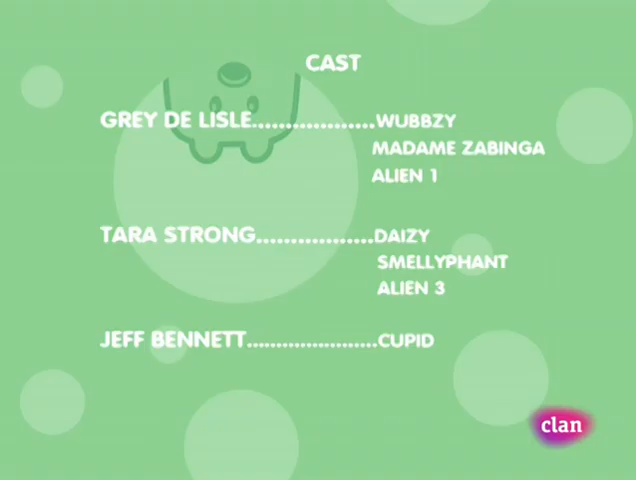 CAST
GREY DE LISLE..................WUBBZY
MADAME ZABINGA
ALIEN 1
TARA STRONG.................DAIZY
SMELLYPHANT
ALIEN 3
JEFF BENNETT......................CUPID
clan